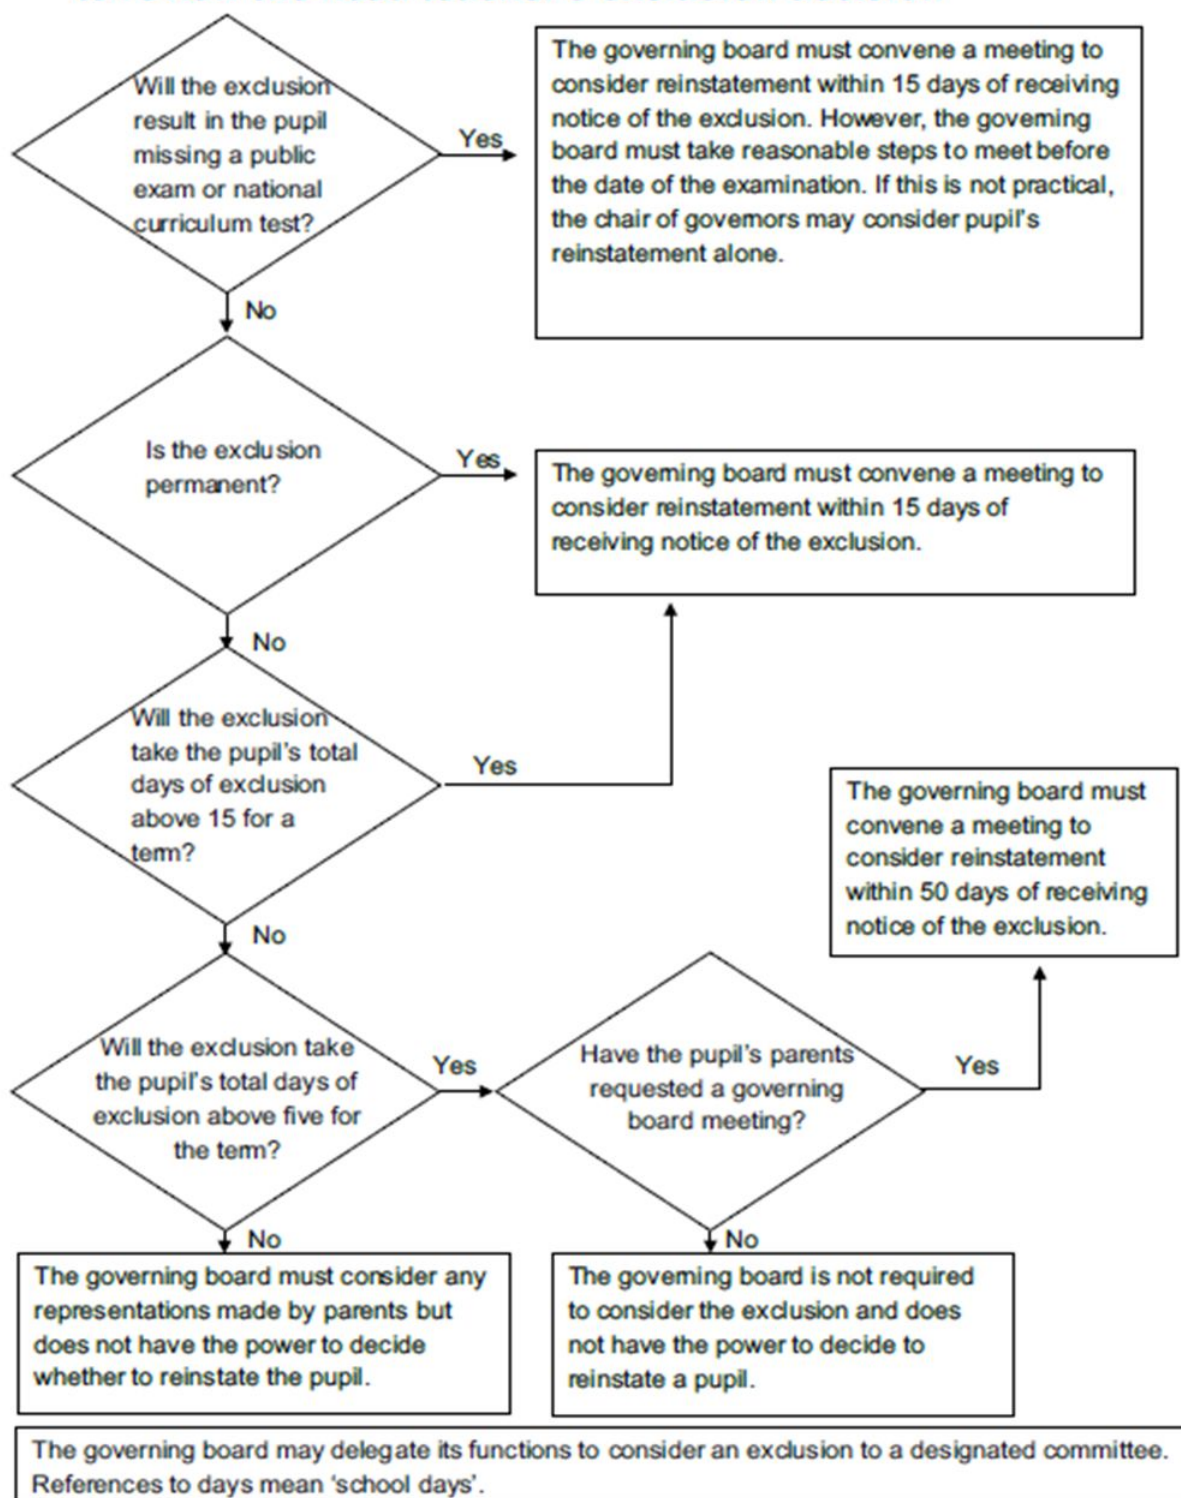 Will the exclusion
result in the pupil
missing a public
exam or national
curriculum test?
Yes
The governing board must convene a meeting to
consider reinstatement within 15 days of receiving
notice of the exclusion. However, the governing
board must take reasonable steps to meet before
the date of the examination. If this is not practical,
the chair of governors may consider pupil's
reinstatement alone.
No
Is the exclusion
permanent?
Yes
The governing board must convene a meeting to
consider reinstatement within 15 days of
receiving notice of the exclusion.
No
Will the exclusion
take the pupil's total
days of exclusion
above 15 for a
term?
Yes
The governing board must
convene a meeting to
consider reinstatement
within 50 days of receiving
notice of the exclusion.
No
Will the exclusion take
the pupil's total days of
exclusion above five for
the term?
Yes
Have the pupil's parents
requested a governing
board meeting?
Yes
No
The governing board must consider any
representations made by parents but
does not have the power to decide
whether to reinstate the pupil.
No
The governing board is not required
to consider the exclusion and does
not have the power to decide to
reinstate a pupil.
The governing board may delegate its functions to consider an exclusion to a designated committee.
References to days mean 'school days'.